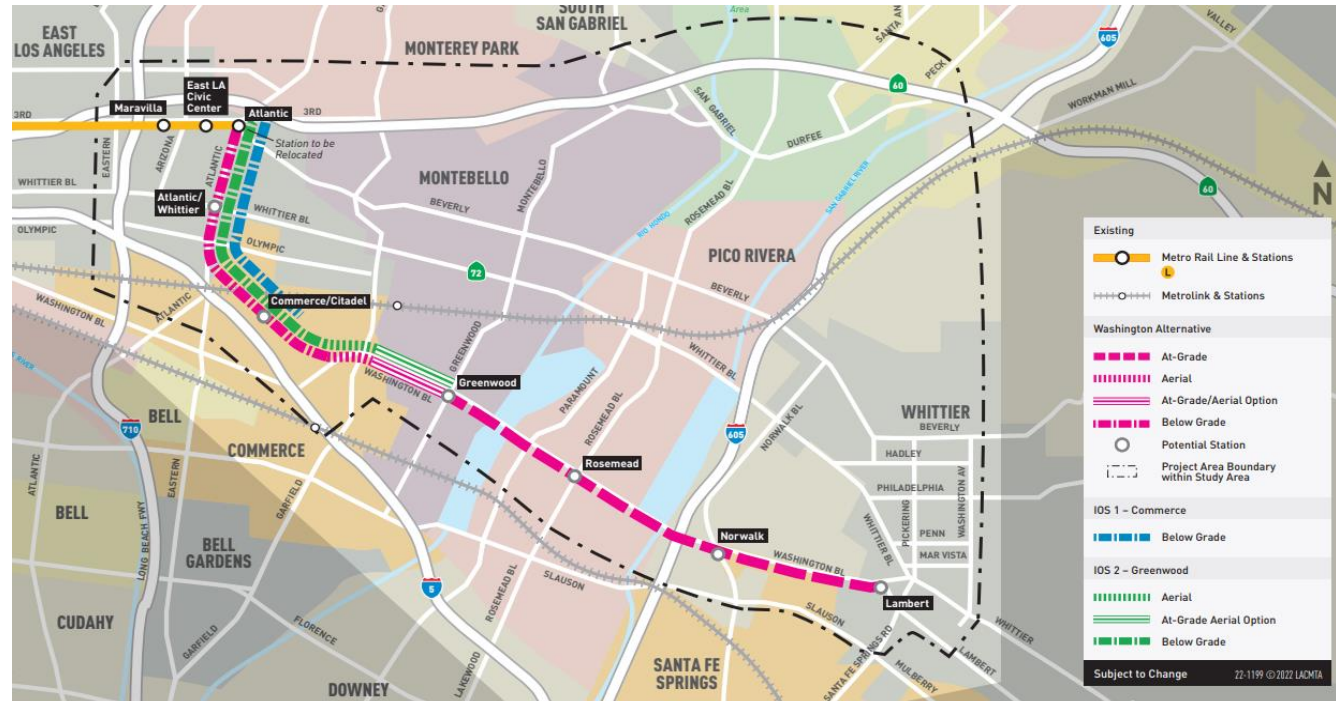 EAST
LOS ANGELES
MONTEREY PARK
SOUTH
SAN GABRIEL
Area
SANTA AN
PECK
605
VALLEY
WORKMAN MILL
60
3RD
Maravilla
East LA
Civic
Center
Atlantic
3RD
Station to be
Relocated
SAN GABRIEL
DURFEE
EASTERN
ARIZONA
ATLANTIC
WHITTIER BL
MONTEBELLO
MONTEBELLO
ROSEMEAD BL
SAN GABRIEL RIVER
RIO HONDO
60
N
Atlantic/
Whittier
WHITTIER BL
BEVERLY
OLYMPIC
OLYMPIC
72
PICO RIVERA
BEVERLY
Commerce/Citadel
WASHINGTON BL
ATLANTIC
GREENWOOD
WHITTIER BL
WASHINGTON BL
Greenwood
PARAMOUNT
ROSEMEAD BL
NORWALK BL
BELL
710
COMMERCE
605
WHITTIER
BEVERLY
HADLEY
ATLANTIC
EASTERN
GARFIELD
Rosemead
PHILADELPHIA
WHITTIER BL
PICKERING
WASHINGTON AV
PENN
MAR VISTA
BELL
BELL
GARDENS
LONG BEACH FWY
Norwalk
WASHINGTON BL
SLAUSON
ROSEMEAD BL
5
Lambert
SLAUSON
CUDAHY
GARFIELD
FLORENCE
DOWNEY
LAKEWOOD
SANTA FE
SPRINGS
SANTA FE SPRINGS RD
MULBERRY
LAMBERT
WHITTIER
Existing
Metro Rail Line & Stations
L
Metrolink & Stations
Washington Alternative
At-Grade
Aerial
At-Grade/Aerial Option
Below Grade
Potential Station
Project Area Boundary
within Study Area
IOS 1 – Commerce
Below Grade
IOS 2 – Greenwood
Aerial
At-Grade Aerial Option
Below Grade
Subject to Change
22-1199 © 2022 LACMTA